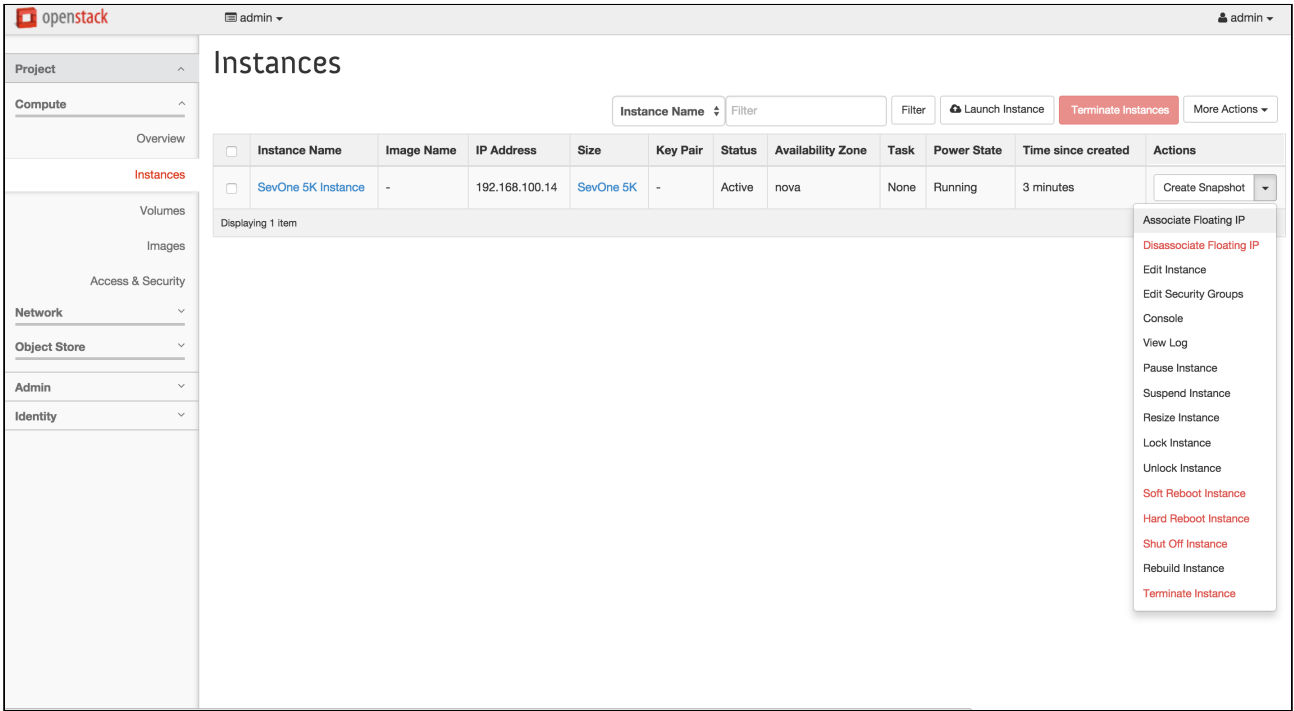 openstack admin admin
Project
Compute
Overview
Instances
Volumes
Images
Access & Security
Network
Object Store
Admin
Identity
Instances
Instance Name Filter Filter Launch Instance Terminate Instances More Actions
Instance Name Image Name IP Address Size Key Pair Status Availability Zone Task Power State Time since created Actions
SevOne 5K Instance - 192.168.100.14 SevOne 5K - Active nova None Running 3 minutes Create Snapshot
Displaying 1 item
Associate Floating IP
Disassociate Floating IP
Edit Instance
Edit Security Groups
Console
View Log
Pause Instance
Suspend Instance
Resize Instance
Lock Instance
Unlock Instance
Soft Reboot Instance
Hard Reboot Instance
Shut Off Instance
Rebuild Instance
Terminate Instance